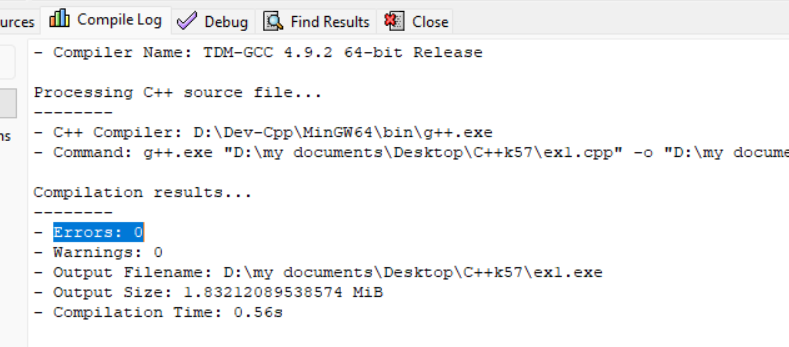 urces Compile Log Debug Find Results Close
- Compiler Name: TDM-GCC 4.9.2 64-bit Release
Processing C++ source file...
--------
- C++ Compiler: D:\Dev-Cpp\MinGW64\bin\g++.exe
ns
- Command: g++.exe "D:\my documents\Desktop\C++k57\ex1.cpp" -o "D:\my docume
Compilation results...
--------
- Errors: 0
- Warnings: 0
- Output Filename: D:\my documents\Desktop\C++k57\ex1.exe
- Output Size: 1.83212089538574 MiB
- Compilation Time: 0.56s